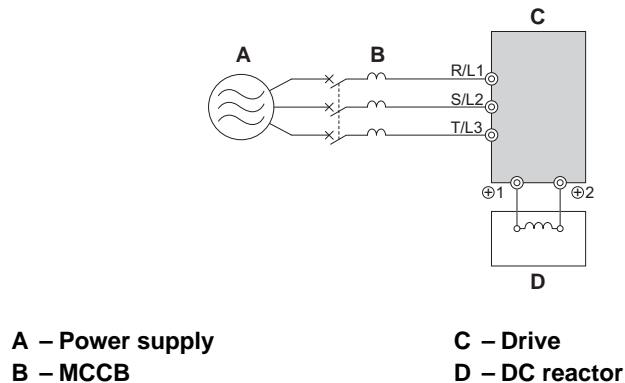 C
A
B
R/L1
S/L2
T/L3
⊕1
⊕2
D
A – Power supply
B – MCCB
C – Drive
D – DC reactor